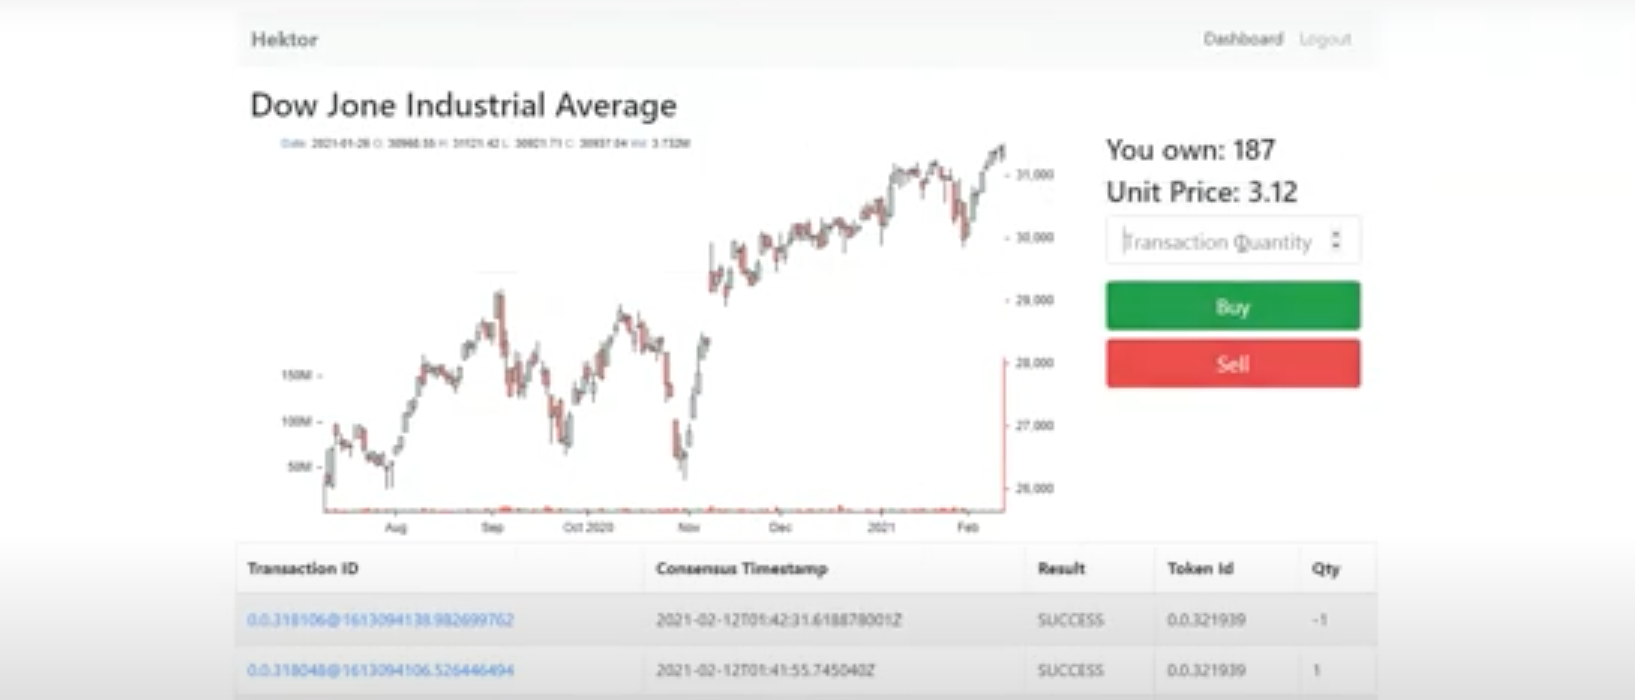 Hektor
Dashboard Logout
Dow Jone Industrial Average
Date: 2021-01-26 O: 30968.55 H: 31121.42 L: 30921.71 C: 30937.04 Vol: 3.732M
You own: 187
Unit Price: 3.12
Transaction Quantity
Buy
Sell
31,000
30,000
29,000
28,000
27,000
26,000
150M
100M
50M
Aug Sep Oct 2020 Nov Dec 2021 Feb
Transaction ID Consensus Timestamp Result Token Id Qty
0.0.318106@1613094138.982699762 2021-02-12T01:42:31.618878001Z SUCCESS 0.0.321939 -1
0.0.318048@1613094106.526446494 2021-02-12T01:41:55.745040Z SUCCESS 0.0.321939 1